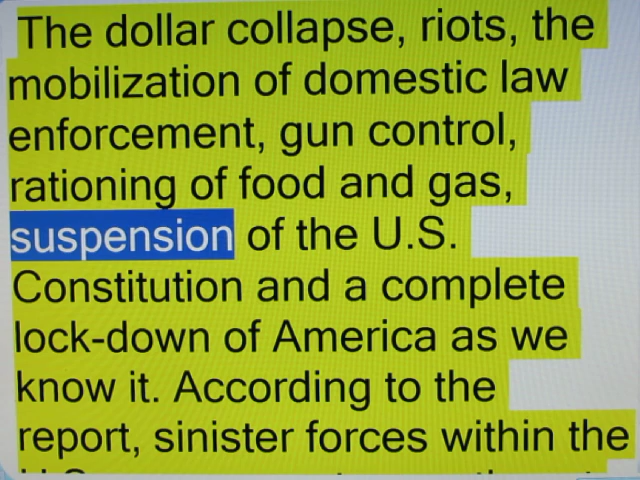 The dollar collapse, riots, the
mobilization of domestic law
enforcement, gun control,
rationing of food and gas,
suspension of the U.S.
Constitution and a complete
lock-down of America as we
know it. According to the
report, sinister forces within the